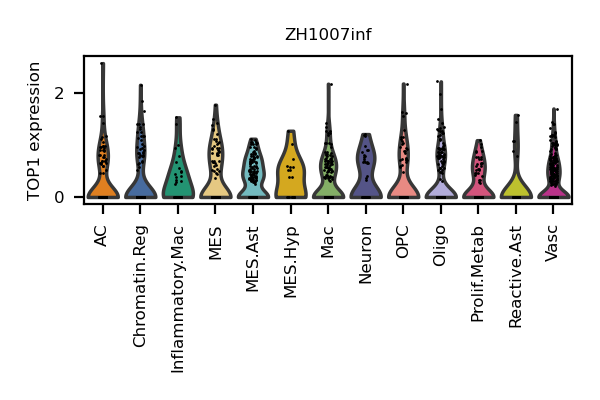 ZH1007inf
TOP1 expression
2
0
AC
Chromatin.Reg
Inflammatory.Mac
MES
MES.Ast
MES.Hyp
Mac
Neuron
OPC
Oligo
Prolif.Metab
Reactive.Ast
Vasc